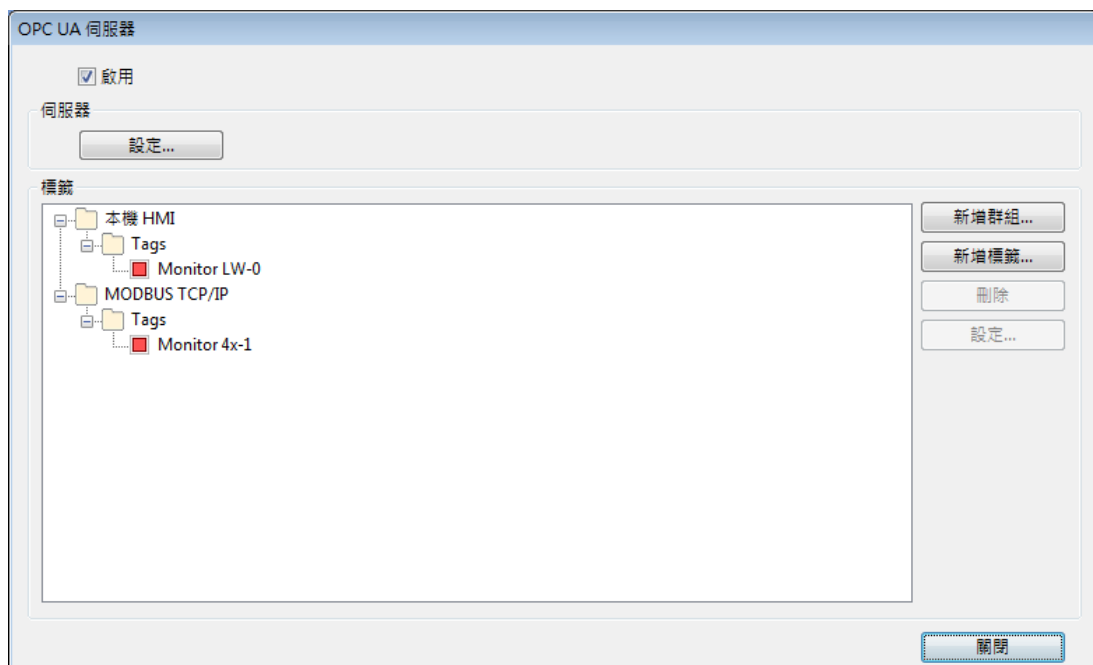 OPC UA 伺服器
啟用
伺服器
設定...
標籤
本機 HMI
Tags
Monitor LW-0
MODBUS TCP/IP
Tags
Monitor 4x-1
新增群組...
新增標籤...
刪除
設定...
關閉